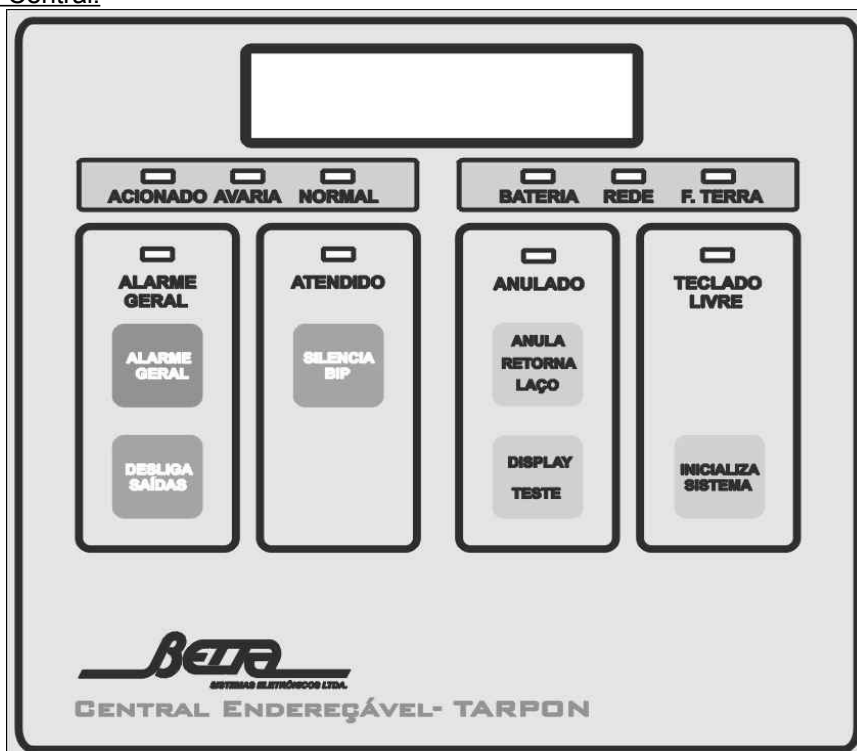 Central.
ACIONADO AVARIA NORMAL
BATERIA REDE F. TERRA
ALARME
GERAL
ALARME
GERAL
DESLIGA
SAÍDAS
ATENDIDO
SILENCIA
BIP
ANULADO
ANULA
RETORNA
LAÇO
DISPLAY
TESTE
TECLADO
LIVRE
INICIALIZA
SISTEMA
BETTA
SISTEMAS ELETRÔNICOS LTDA.
CENTRAL ENDEREÇÁVEL- TARPON